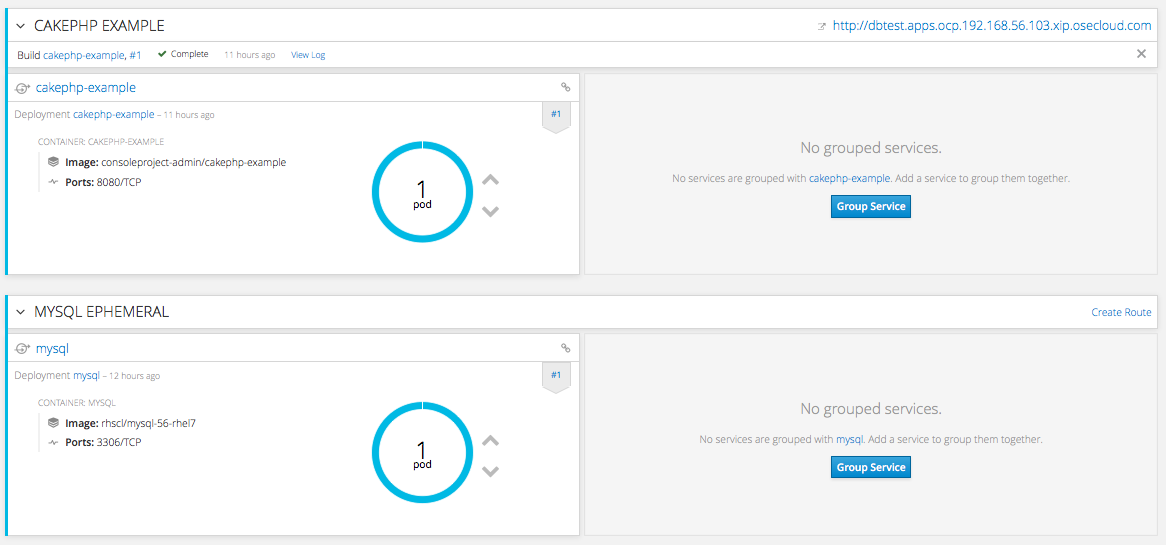 CAKEPHP EXAMPLE
http://dbtest.apps.ocp.192.168.56.103.xip.osecloud.com
Build cakephp-example, #1 Complete 11 hours ago View Log
cakephp-example
Deployment cakephp-example – 11 hours ago
#1
CONTAINER: CAKEPHP-EXAMPLE
Image: consoleproject-admin/cakephp-example
Ports: 8080/TCP
1
pod
No grouped services.
No services are grouped with cakephp-example. Add a service to group them together.
Group Service
MYSQL EPHEMERAL
Create Route
mysql
Deployment mysql – 12 hours ago
#1
CONTAINER: MYSQL
Image: rhscl/mysql-56-rhel7
Ports: 3306/TCP
1
pod
No grouped services.
No services are grouped with mysql. Add a service to group them together.
Group Service